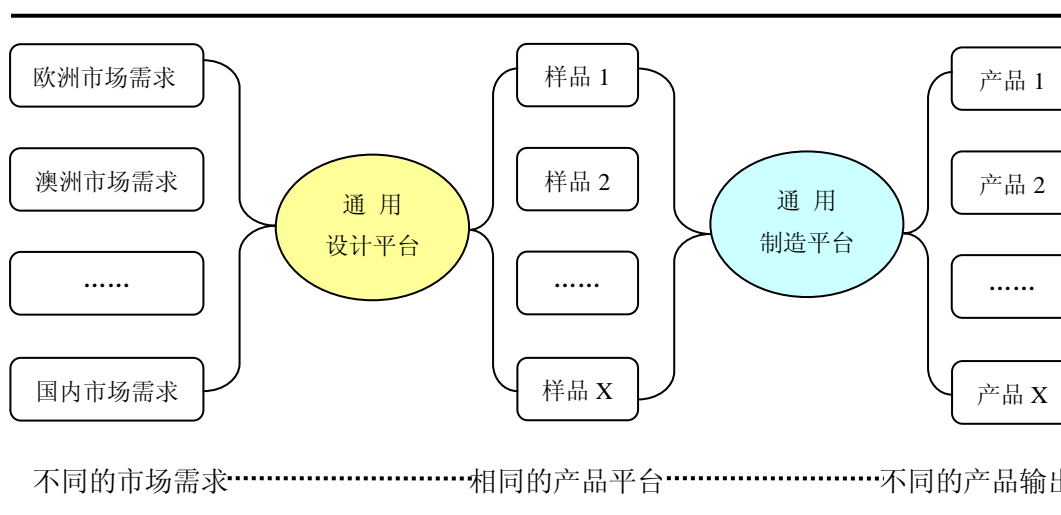 欧洲市场需求
澳洲市场需求
……
国内市场需求
通 用
设计平台
样品 1
样品 2
……
样品 X
通 用
制造平台
产品 1
产品 2
……
产品 X
不同的市场需求………………相同的产品平台………………不同的产品输出